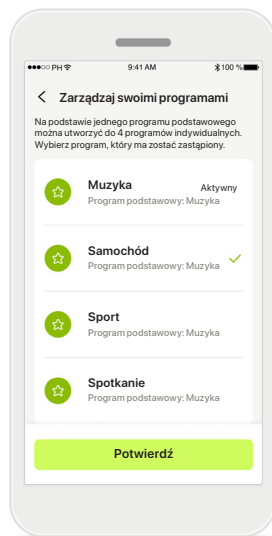 ●●●○○ PH 9:41 AM 100 %
Zarządzaj swoimi programami
Na podstawie jednego programu podstawowego
można utworzyć do 4 programów indywidualnych.
Wybierz program, który ma zostać zastąpiony.
Muzyka Aktywny
Program podstawowy: Muzyka
Samochód
Program podstawowy: Muzyka
Sport
Program podstawowy: Muzyka
Spotkanie
Program podstawowy: Muzyka
Potwierdź